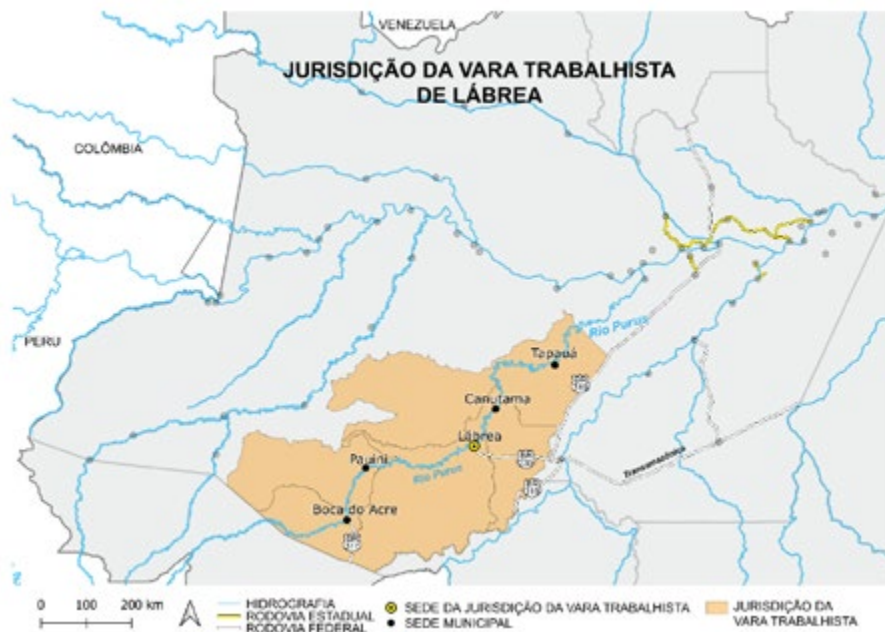 VENEZUELA
JURISDIÇÃO DA VARA TRABALHISTA
DE LÁBREA
COLÔMBIA
PERU
Rio Purus
Tapauá
Canutama
Lábrea
Pauini
Rio Purus
Transamazônica
Boca do Acre
0 100 200 km
HIDROGRAFIA
RODOVIA ESTADUAL
RODOVIA FEDERAL
SEDE DA JURISDIÇÃO DA VARA TRABALHISTA
SEDE MUNICIPAL
JURISDIÇÃO DA
VARA TRABALHISTA